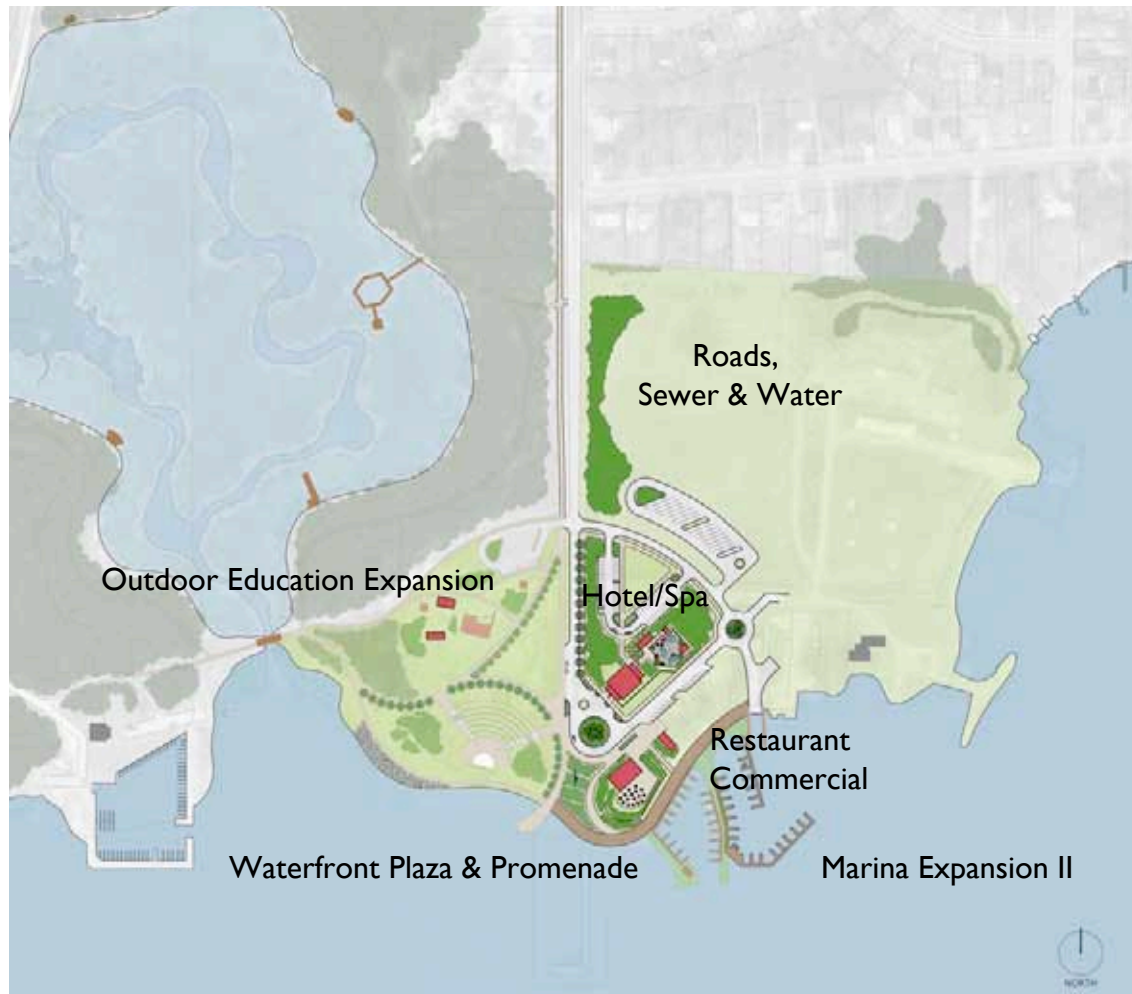 Roads,
Sewer & Water
Outdoor Education Expansion
Hotel/Spa
Restaurant
Commercial
Waterfront Plaza & Promenade
Marina Expansion II
NORTH